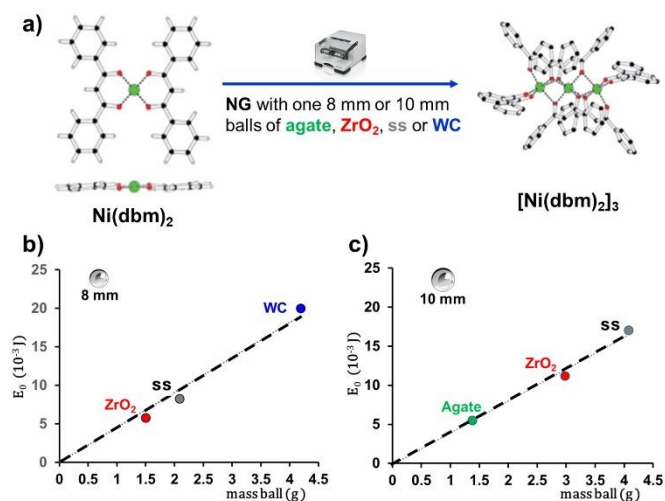 a)
NG with one 8 mm or 10 mm
balls of agate, ZrO₂, ss or WC
Ni(dbm)₂
[Ni(dbm)₂]₃
b)
8 mm
E₀ (10⁻³ J)
25
20
15
10
5
0
WC
ss
ZrO₂
0 0.5 1 1.5 2 2.5 3 3.5 4 4.5
mass ball (g)
c)
10 mm
E₀ (10⁻³ J)
25
20
15
10
5
0
ss
ZrO₂
Agate
0 0.5 1 1.5 2 2.5 3 3.5 4 4.5
mass ball (g)